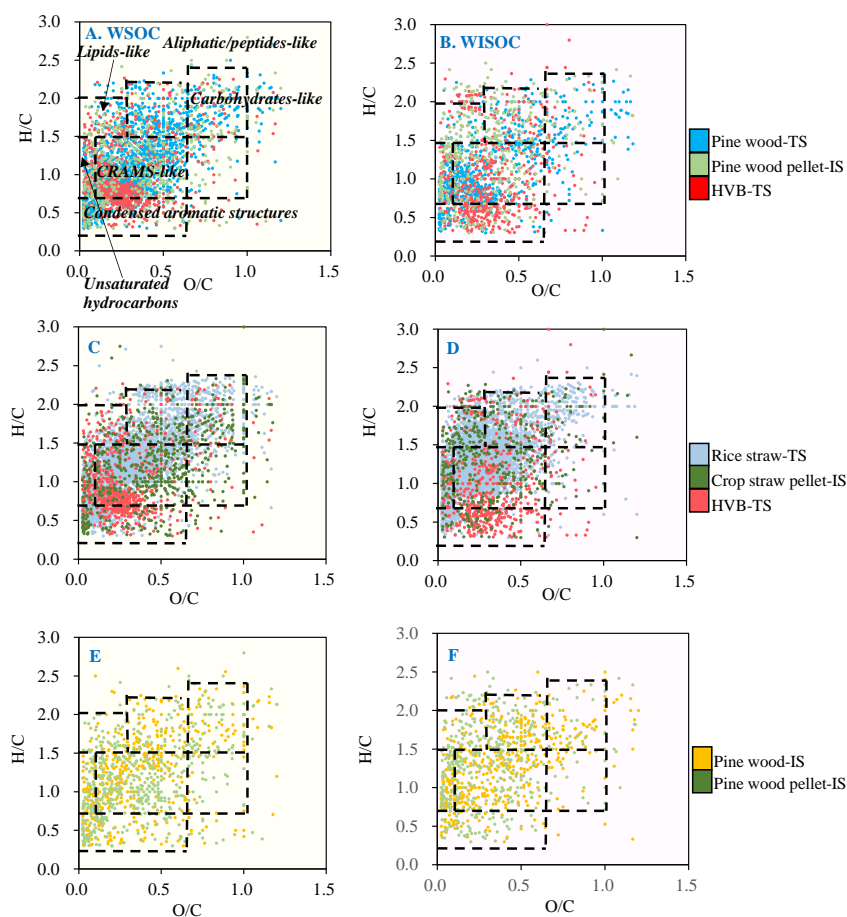 A. WSOC
Aliphatic/peptides-like
Lipids-like
Carbohydrates-like
CRAMS-like
Condensed aromatic structures
Unsaturated
hydrocarbons
H/C
3.0
2.5
2.0
1.5
1.0
0.5
0.0
0.0
0.5
1.0
1.5
O/C
B. WISOC
H/C
3.0
2.5
2.0
1.5
1.0
0.5
0.0
0.0
0.5
1.0
1.5
O/C
Pine wood-TS
Pine wood pellet-IS
HVB-TS
C
H/C
3.0
2.5
2.0
1.5
1.0
0.5
0.0
0.0
0.5
1.0
1.5
O/C
D
H/C
3.0
2.5
2.0
1.5
1.0
0.5
0.0
0.0
0.5
1.0
1.5
O/C
Rice straw-TS
Crop straw pellet-IS
HVB-TS
E
H/C
3.0
2.5
2.0
1.5
1.0
0.5
0.0
0.0
0.5
1.0
1.5
O/C
F
H/C
3.0
2.5
2.0
1.5
1.0
0.5
0.0
0.0
0.5
1.0
1.5
O/C
Pine wood-IS
Pine wood pellet-IS